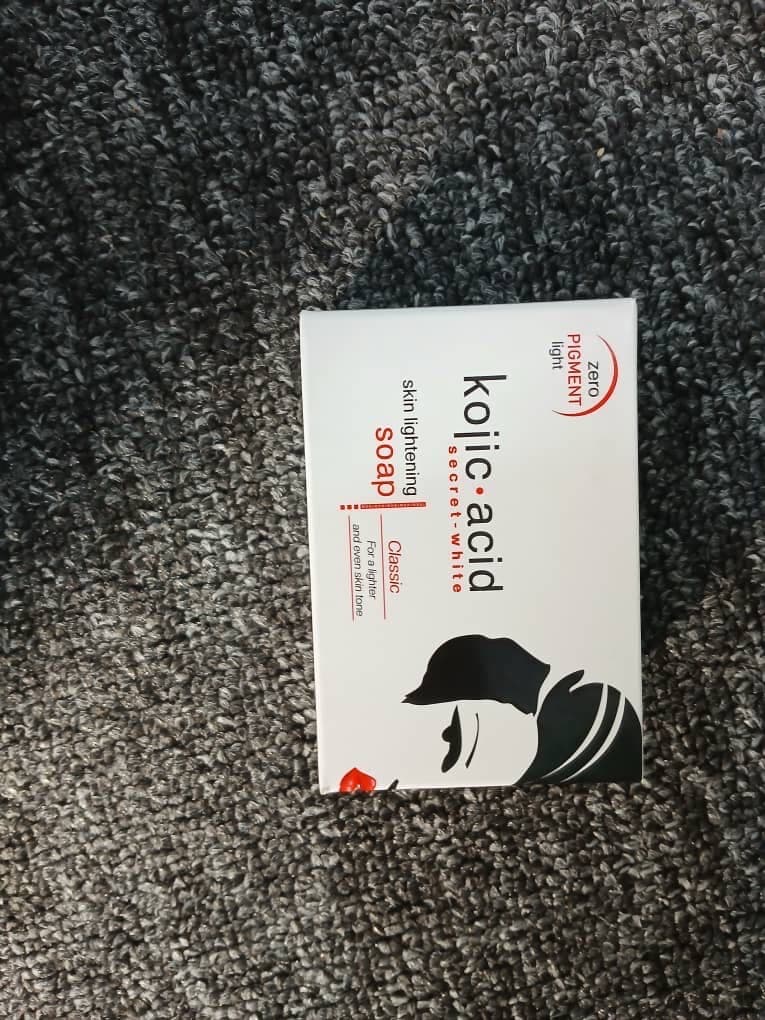 zero
PIGMENT
light
kojic • acid
secret-white
skin lightening
soap
Classic
For a lighter
and even skin tone